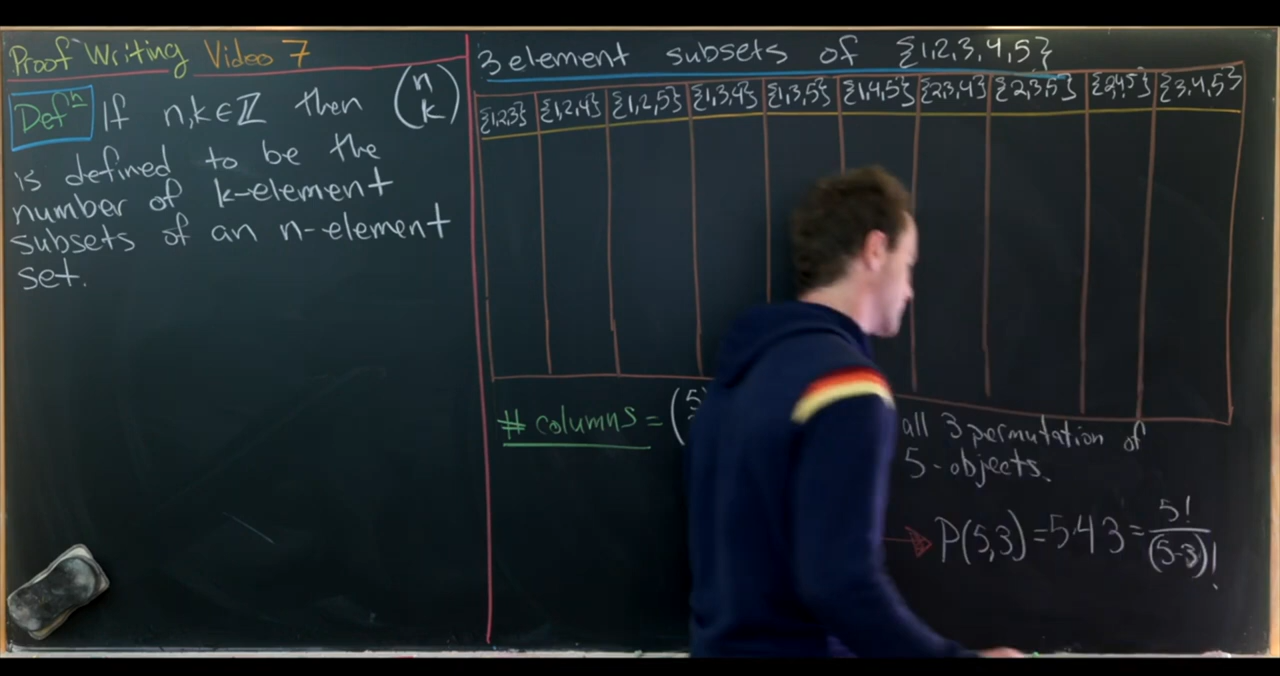 Proof Writing Video 7
Defⁿ If n,k∈ℤ then (n k)
is defined to be the
number of k-element
subsets of an n-element
set.
3 element subsets of {1,2,3,4,5}
{1,2,3} {1,2,4} {1,2,5} {1,3,4} {1,3,5} {1,4,5} {2,3,4} {2,3,5} {2,4,5} {3,4,5}
# columns = (5
all 3 permutation of
5-objects.
P(5,3)=5·4·3=5!/(5-3)!